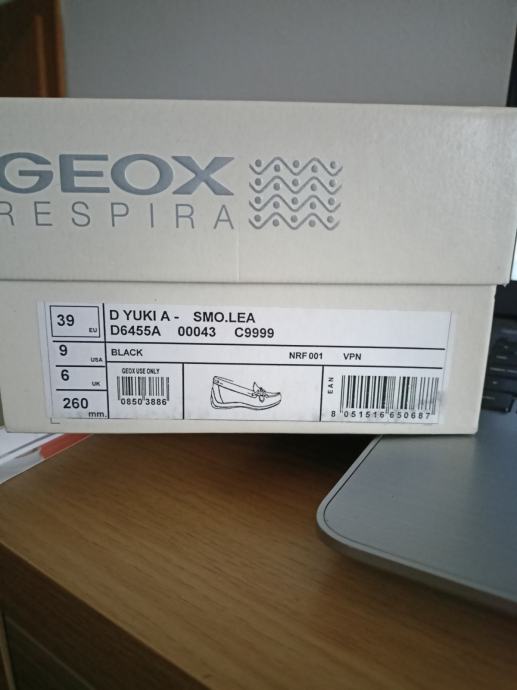 GEOX
RESPIRA
39 EU
D YUKI A - SMO.LEA
D6455A 00043 C9999
9 USA
BLACK NRF 001 VPN
6 UK
GEOX USE ONLY
0850 3886
260 mm.
EAN
8 051516 650687